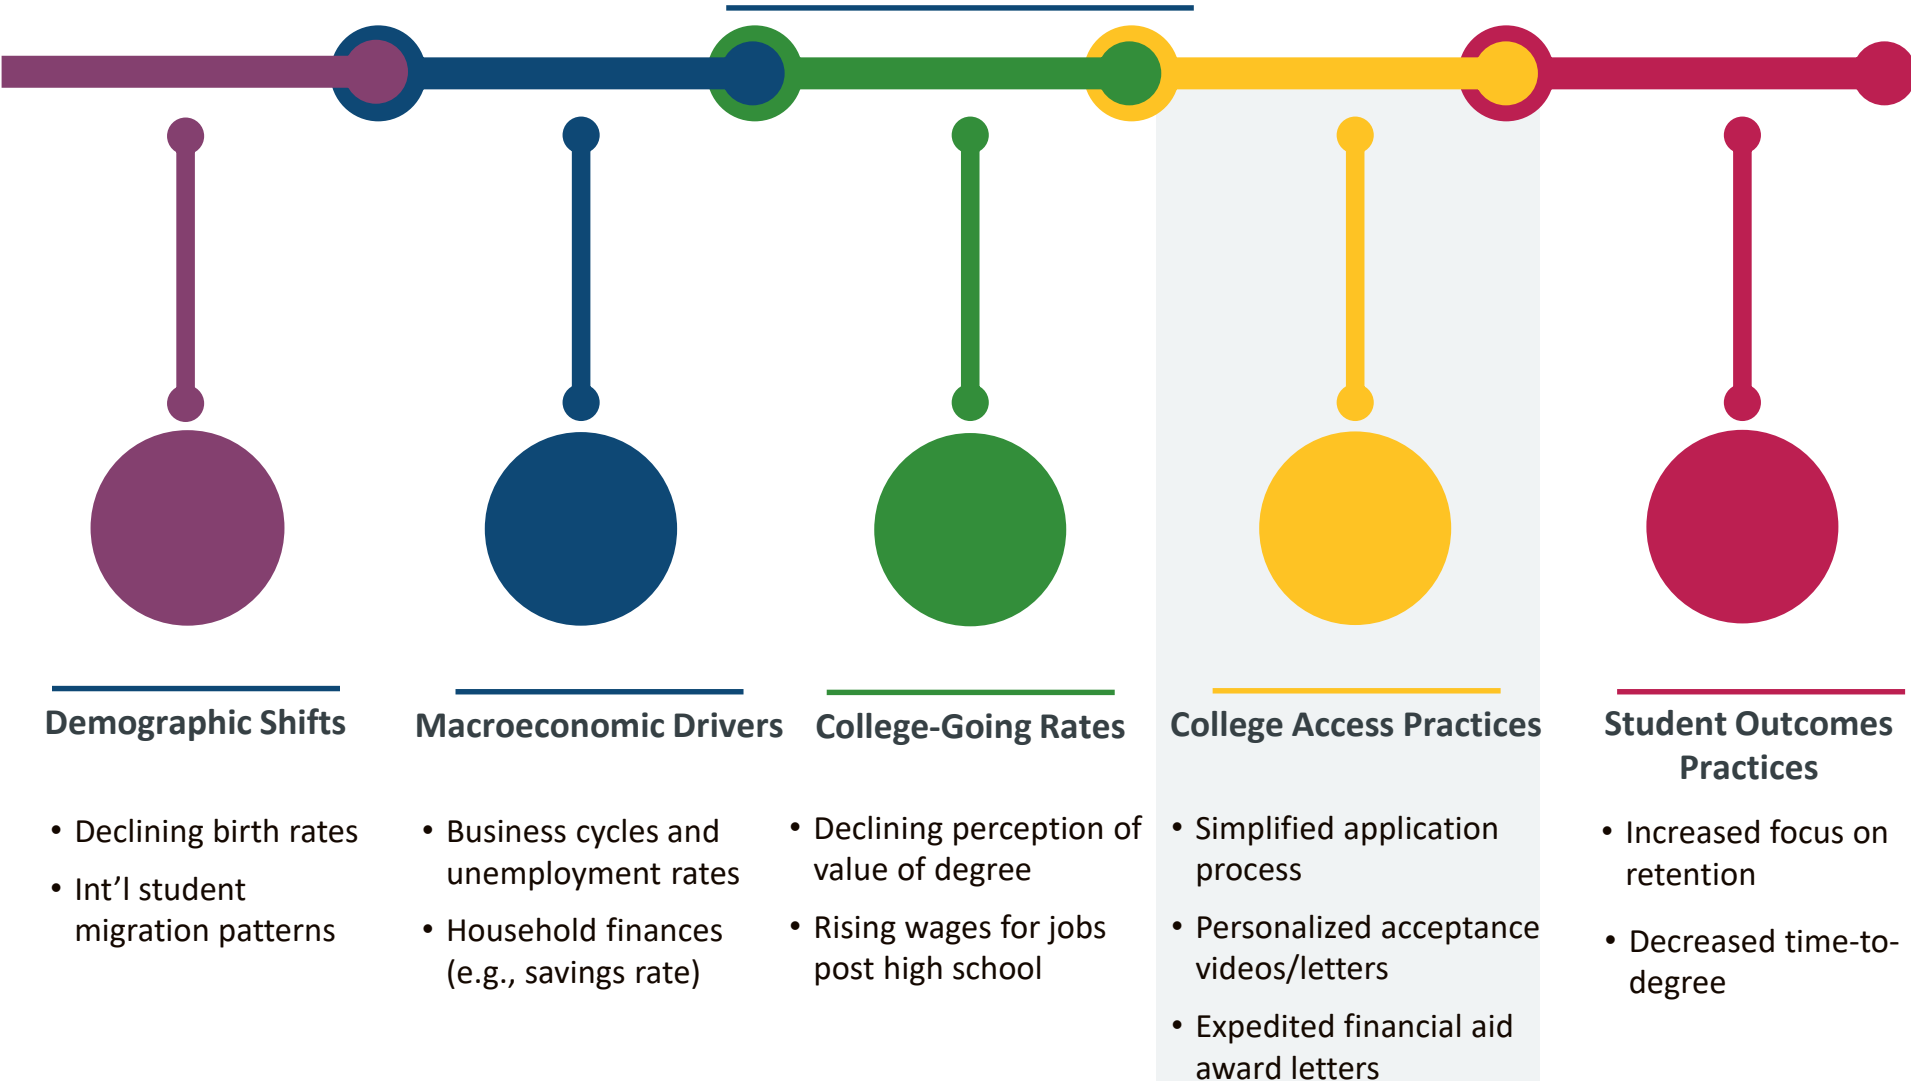 Demographic Shifts
• Declining birth rates
• Int’l student
migration patterns
Macroeconomic Drivers
• Business cycles and
unemployment rates
• Household finances
(e.g., savings rate)
College-Going Rates
• Declining perception of
value of degree
• Rising wages for jobs
post high school
College Access Practices
• Simplified application
process
• Personalized acceptance
videos/letters
• Expedited financial aid
award letters
Student Outcomes
Practices
• Increased focus on
retention
• Decreased time-to-
degree